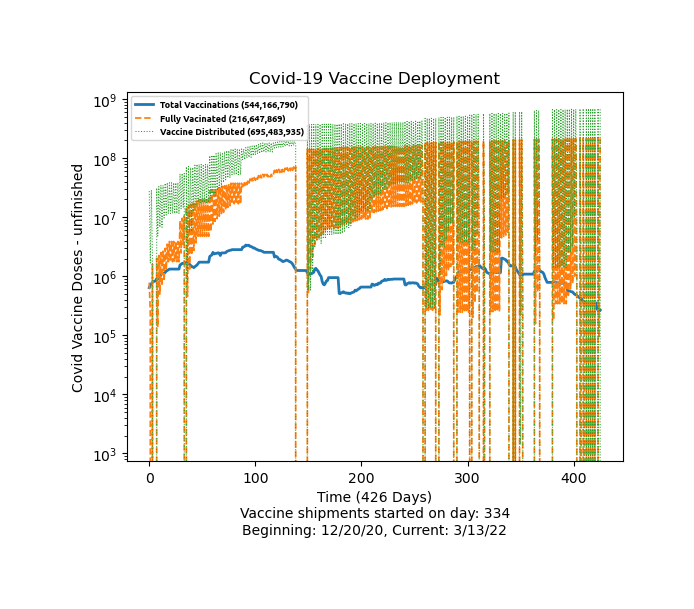 Covid-19 Vaccine Deployment
Total Vaccinations (544,166,790)
Fully Vacinated (216,647,869)
Vaccine Distributed (695,483,935)
Covid Vaccine Doses - unfinished
10⁹
10⁸
10⁷
10⁶
10⁵
10⁴
10³
0 100 200 300 400
Time (426 Days)
Vaccine shipments started on day: 334
Beginning: 12/20/20, Current: 3/13/22